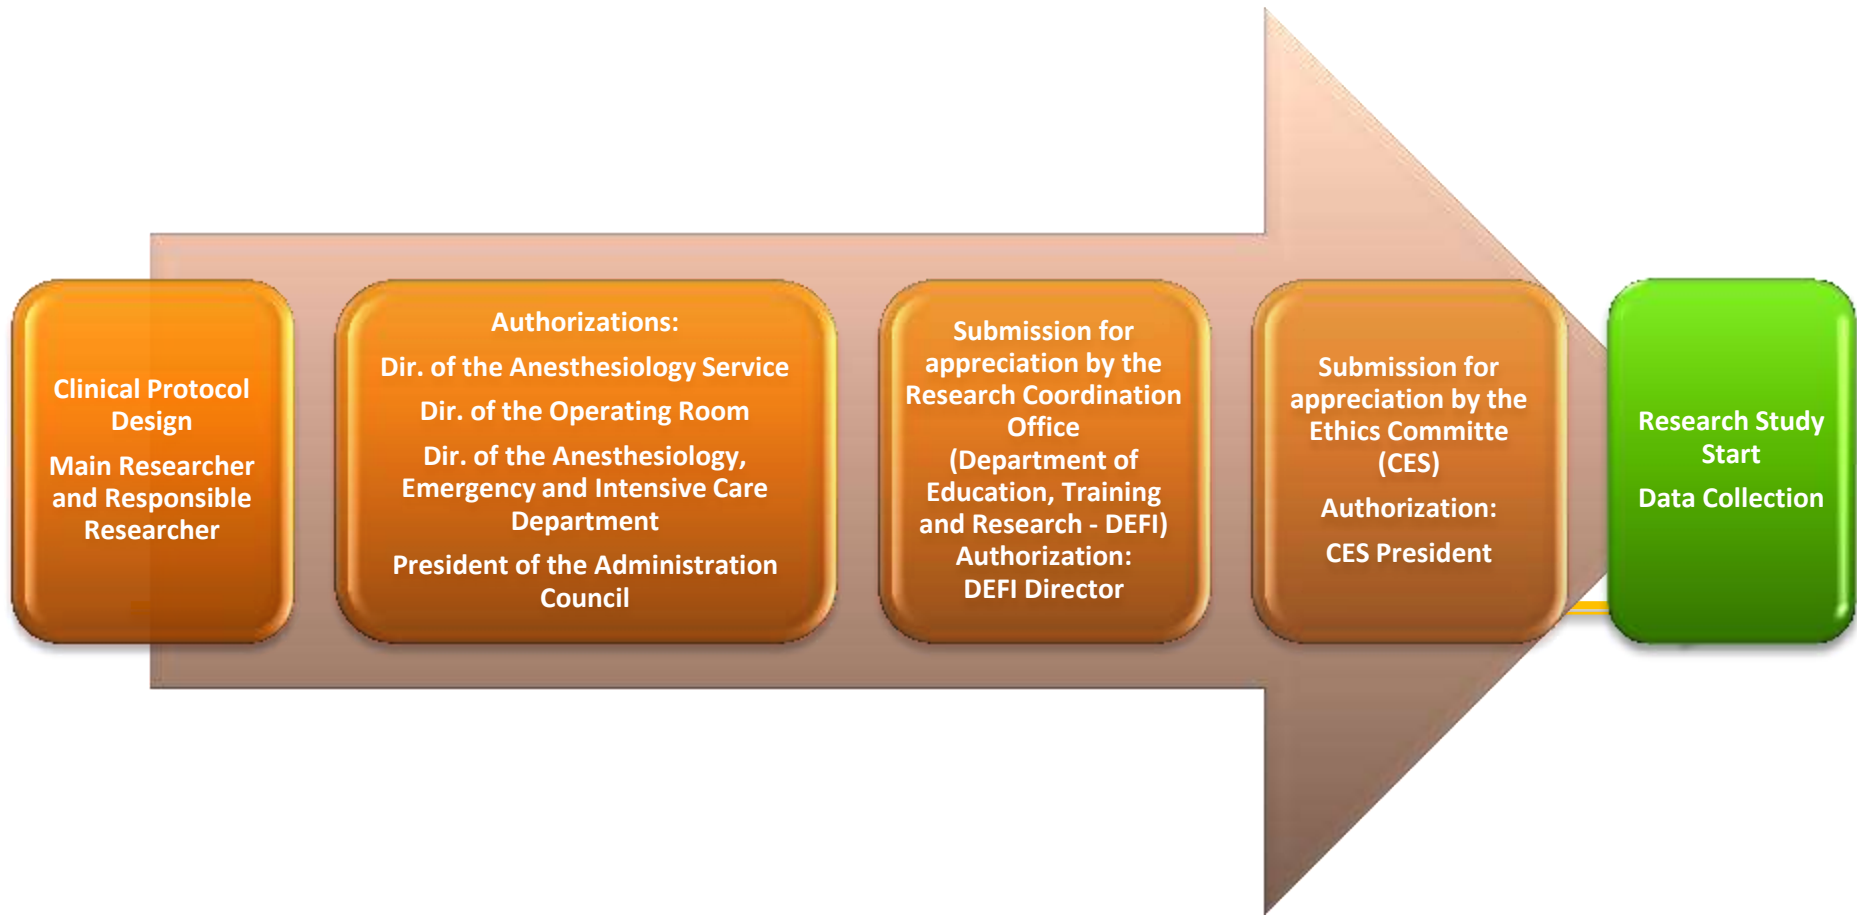 Clinical Protocol
Design
Main Researcher
and Responsible
Researcher
Authorizations:
Dir. of the Anesthesiology Service
Dir. of the Operating Room
Dir. of the Anesthesiology,
Emergency and Intensive Care
Department
President of the Administration
Council
Submission for
appreciation by the
Research Coordination
Office
(Department of
Education, Training
and Research - DEFI)
Authorization:
DEFI Director
Submission for
appreciation by the
Ethics Committe
(CES)
Authorization:
CES President
Research Study
Start
Data Collection